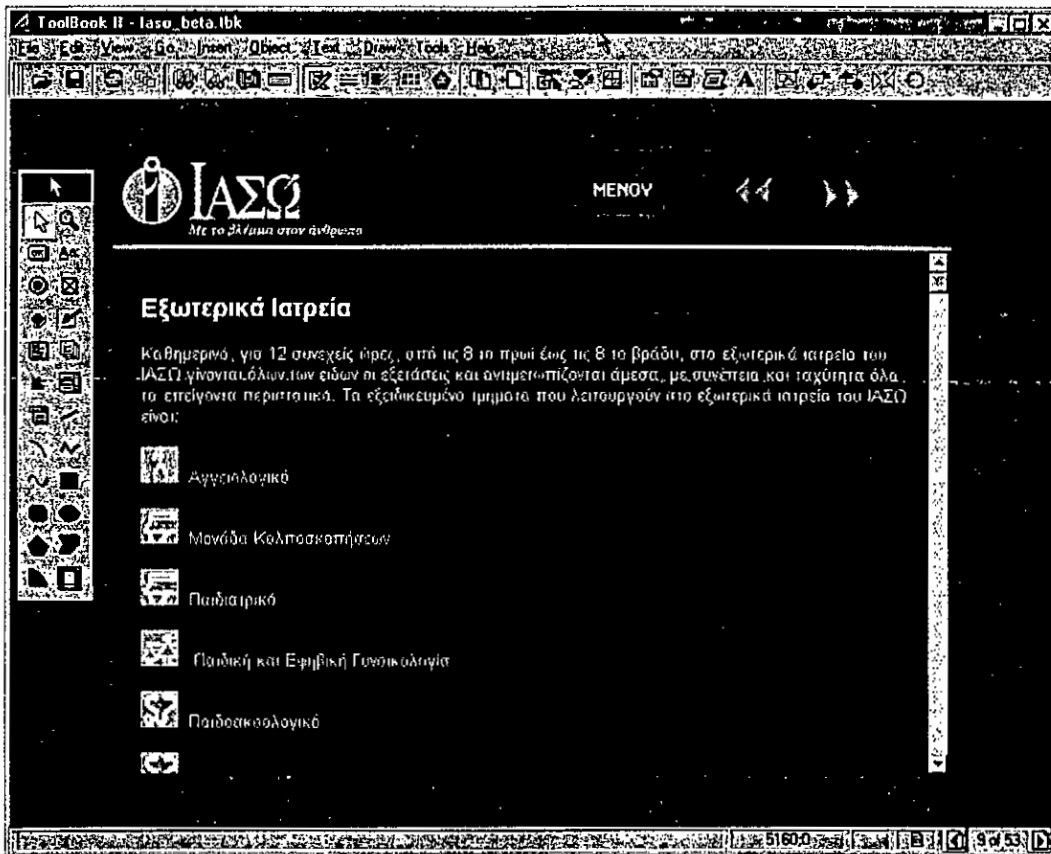 ToolBook II - Iaso_beta.tbk
File Edit View Go Insert Object Text Draw Tools Help
ΙΑΣΩ
Με το βλέμμα στον άνθρωπο
ΜΕΝΟΥ
Εξωτερικά Ιατρεία
Καθημερινά, για 12 συνεχείς ώρες, από τις 8 το πρωί έως τις 8 το βράδυ, στα εξωτερικά ιατρεία του
ΙΑΣΩ γίνονται όλων των ειδών οι εξετάσεις και αντιμετωπίζονται άμεσα, με συνέπεια και ταχύτητα όλα
τα επείγοντα περιστατικά. Τα εξειδικευμένα τμήματα που λειτουργούν στα εξωτερικά ιατρεία του ΙΑΣΩ
είναι:
Αγγειολογικό
Μονάδα Κολποσκοπήσεων
Παιδιατρικό
Παιδική και Εφηβική Γυναικολογία
Παιδοακοολογικό
9 of 53